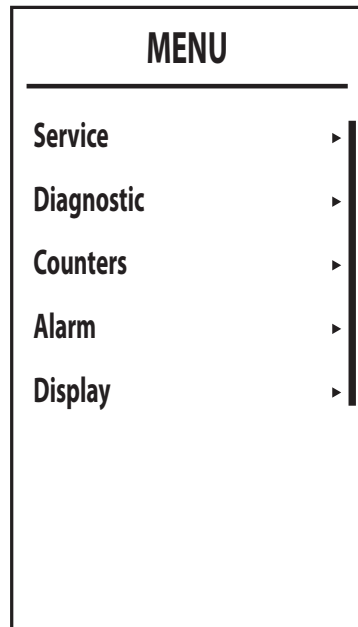 MENU
Service
Diagnostic
Counters
Alarm
Display